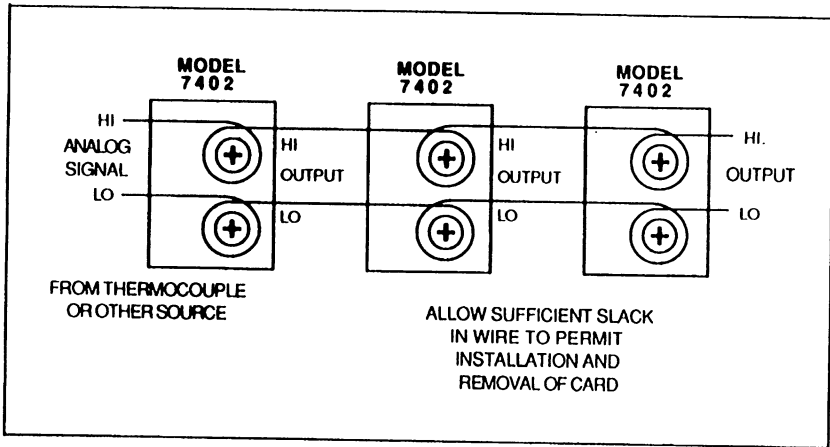 MODEL
7402
MODEL
7402
MODEL
7402
HI
ANALOG
SIGNAL
LO
HI
OUTPUT
LO
HI
OUTPUT
LO
HI.
OUTPUT
LO
FROM THERMOCOUPLE
OR OTHER SOURCE
ALLOW SUFFICIENT SLACK
IN WIRE TO PERMIT
INSTALLATION AND
REMOVAL OF CARD